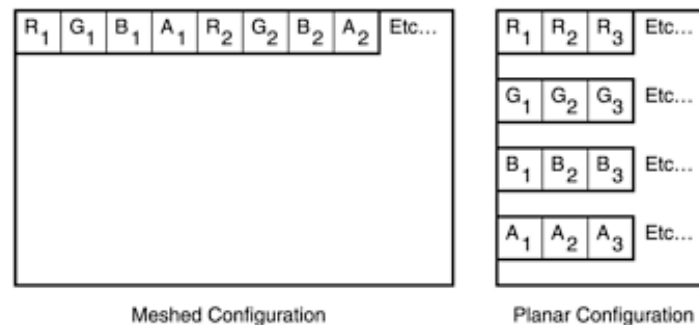 R1 G1 B1 A1 R2 G2 B2 A2 Etc...
Meshed Configuration
R1 R2 R3 Etc...
G1 G2 G3 Etc...
B1 B2 B3 Etc...
A1 A2 A3 Etc...
Planar Configuration